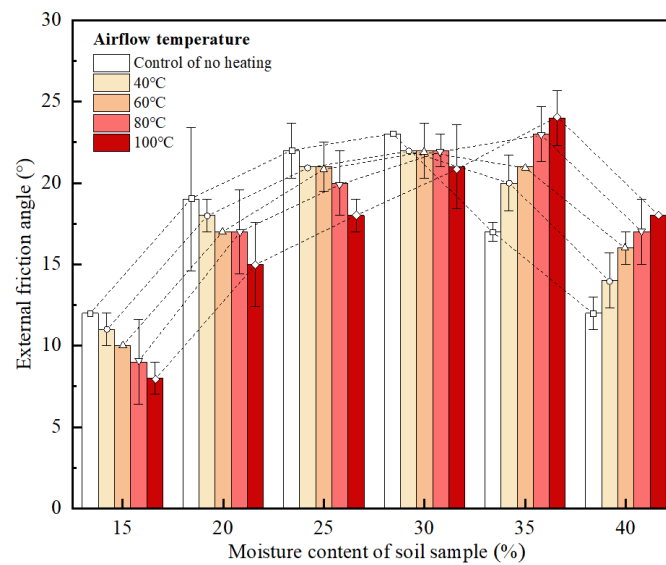 30
25
20
15
10
5
0
External friction angle (°)
Airflow temperature
Control of no heating
40℃
60℃
80℃
100℃
15 20 25 30 35 40
Moisture content of soil sample (%)